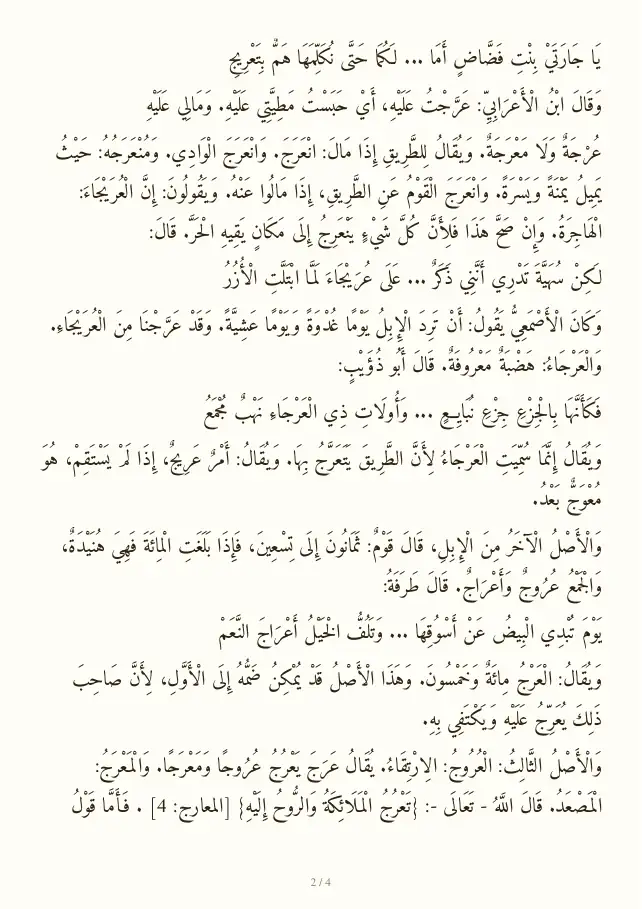 يَا جَارَتَيْ بِنْتِ فَضَّاضٍ أَمَا ... لَكُمَا حَتَّى نُكَلِّمَهَا هَمٌّ بِتَعْرِيجِ
وَقَالَ ابْنُ الْأَعْرَابِيِّ: عَرَّجْتُ عَلَيْهِ، أَيْ حَبَسْتُ مَطِيَّتِي عَلَيْهِ. وَمَالِي عَلَيْهِ
عُرْجَةٌ وَلَا مَعْرَجَةٌ. وَيُقَالُ لِلطَّرِيقِ إِذَا مَالَ: انْعَرَجَ. وَانْعَرَجَ الْوَادِي. وَمُنْعَرَجُهُ: حَيْثُ
يَمِيلُ يَمْنَةً وَيَسْرَةً. وَانْعَرَجَ الْقَوْمُ عَنِ الطَّرِيقِ، إِذَا مَالُوا عَنْهُ. وَيَقُولُونَ: إِنَّ الْعُرَيْجَاءَ:
الْهَاجِرَةُ. وَإِنْ صَحَّ هَذَا فَلِأَنَّ كُلَّ شَيْءٍ يَنْعَرِجُ إِلَى مَكَانٍ يَقِيهِ الْحَرَّ. قَالَ:
لَكِنْ سُهَيَّةَ تَدْرِي أَنَّنِي ذَكَرٌ ... عَلَى عُرَيْجَاءَ لَمَّا ابْتَلَّتِ الْأُزُرُ
وَكَانَ الْأَصْمَعِيُّ يَقُولُ: أَنْ تَرِدَ الْإِبِلُ يَوْمًا غُدْوَةً وَيَوْمًا عَشِيَّةً. وَقَدْ عَرَّجْنَا مِنَ الْعُرَيْجَاءِ.
وَالْعَرْجَاءُ: هَضْبَةٌ مَعْرُوفَةٌ. قَالَ أَبُو ذُؤَيْبٍ:
فَكَأَنَّهَا بِالْجِزْعِ جِزْعِ نُبَايِعٍ ... وَأُولَاتِ ذِي الْعَرْجَاءِ نَهْبٌ مُجْمَعُ
وَيُقَالُ إِنَّمَا سُمِّيَتِ الْعَرْجَاءُ لِأَنَّ الطَّرِيقَ يَتَعَرَّجُ بِهَا. وَيُقَالُ: أَمْرٌ عَرِيجٌ، إِذَا لَمْ يَسْتَقِمْ، هُوَ
مُعْوَجٌّ بَعْدُ.
وَالْأَصْلُ الْآخَرُ مِنَ الْإِبِلِ، قَالَ قَوْمٌ: ثَمَانُونَ إِلَى تِسْعِينَ، فَإِذَا بَلَغَتِ الْمِائَةَ فَهِيَ هُنَيْدَةٌ،
وَالْجَمْعُ عُرُوجٌ وَأَعْرَاجٌ. قَالَ طَرَفَةُ:
يَوْمَ تُبْدِي الْبِيضُ عَنْ أَسْوُقِهَا ... وَتَلُفُّ الْخَيْلُ أَعْرَاجَ النَّعَمْ
وَيُقَالُ: الْعَرْجُ مِائَةٌ وَخَمْسُونَ. وَهَذَا الْأَصْلُ قَدْ يُمْكِنُ ضَمُّهُ إِلَى الْأَوَّلِ، لِأَنَّ صَاحِبَ
ذَلِكَ يُعَرِّجُ عَلَيْهِ وَيَكْتَفِي بِهِ.
وَالْأَصْلُ الثَّالِثُ: الْعُرُوجُ: الِارْتِقَاءُ. يُقَالُ عَرَجَ يَعْرُجُ عُرُوجًا وَمَعْرَجًا. وَالْمَعْرَجُ:
الْمَصْعَدُ. قَالَ اللَّهُ - تَعَالَى -: {تَعْرُجُ الْمَلَائِكَةُ وَالرُّوحُ إِلَيْهِ} [المعارج: 4] . فَأَمَّا قَوْلُ
2 / 4